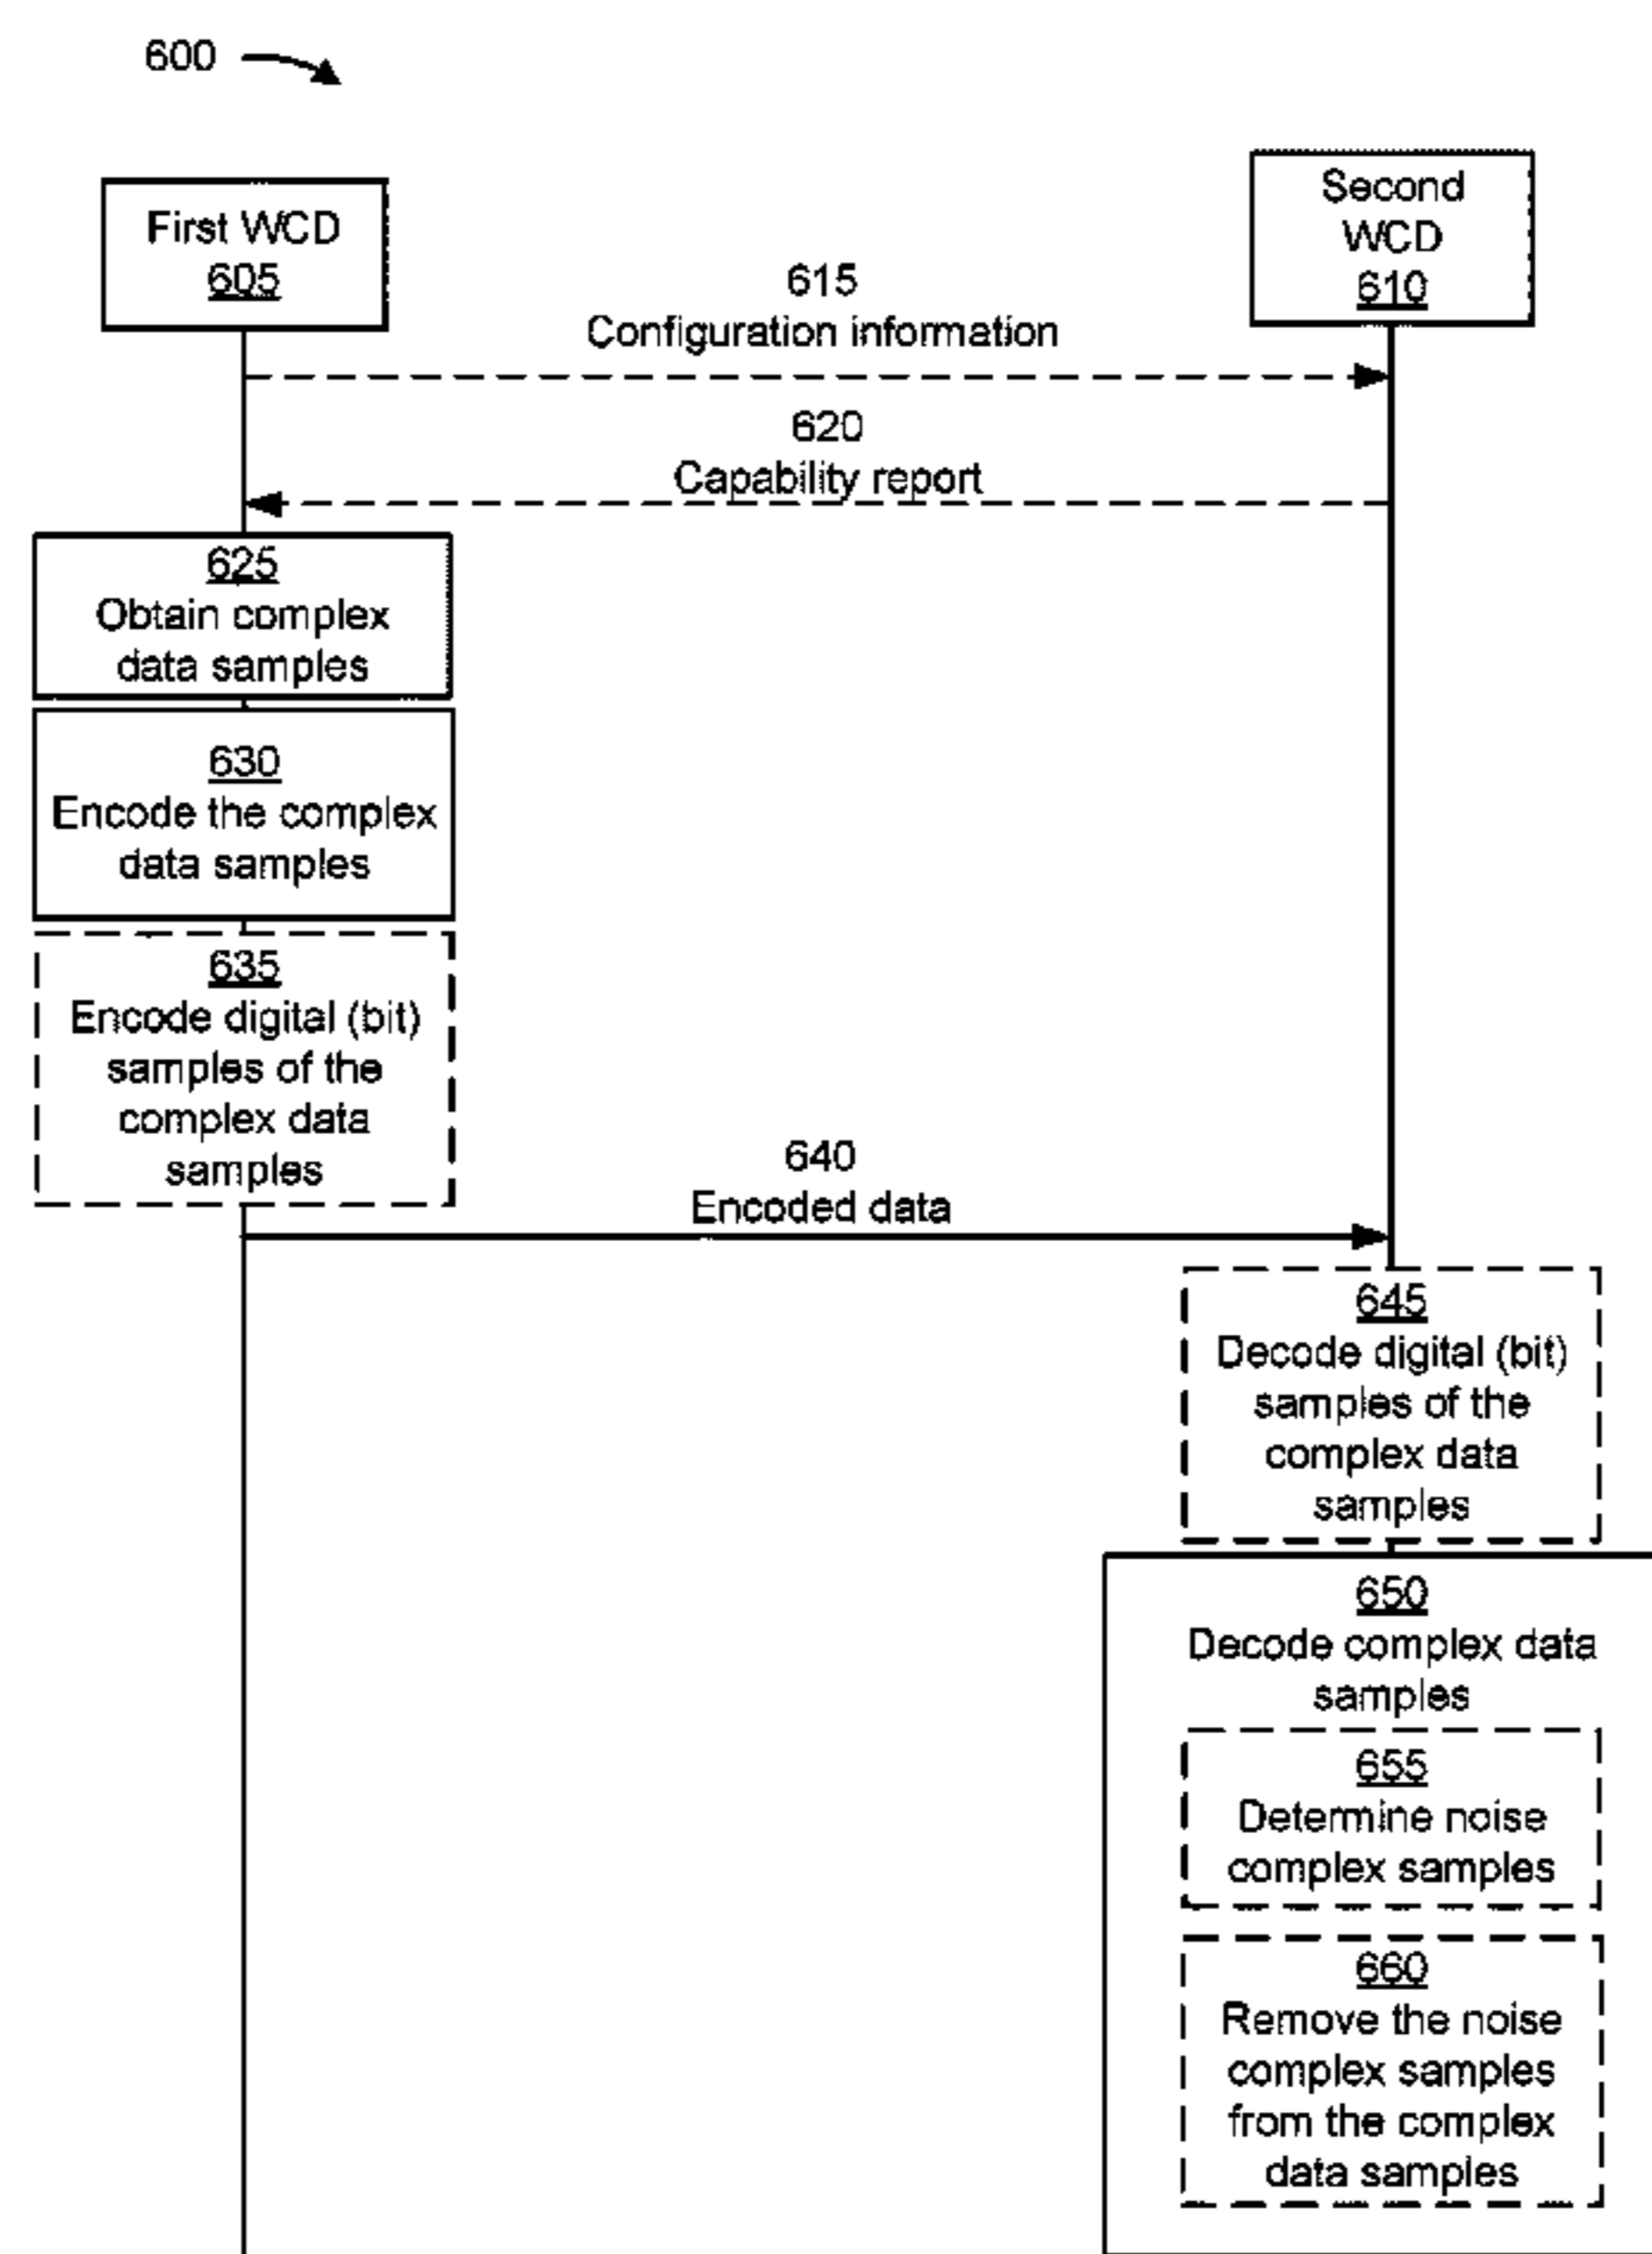 600
First WCD
605
Second
WCD
610
615
Configuration information
620
Capability report
625
Obtain complex
data samples
630
Encode the complex
data samples
635
Encode digital (bit)
samples of the
complex data
samples
640
Encoded data
645
Decode digital (bit)
samples of the
complex data
samples
650
Decode complex data
samples
655
Determine noise
complex samples
660
Remove the noise
complex samples
from the complex
data samples